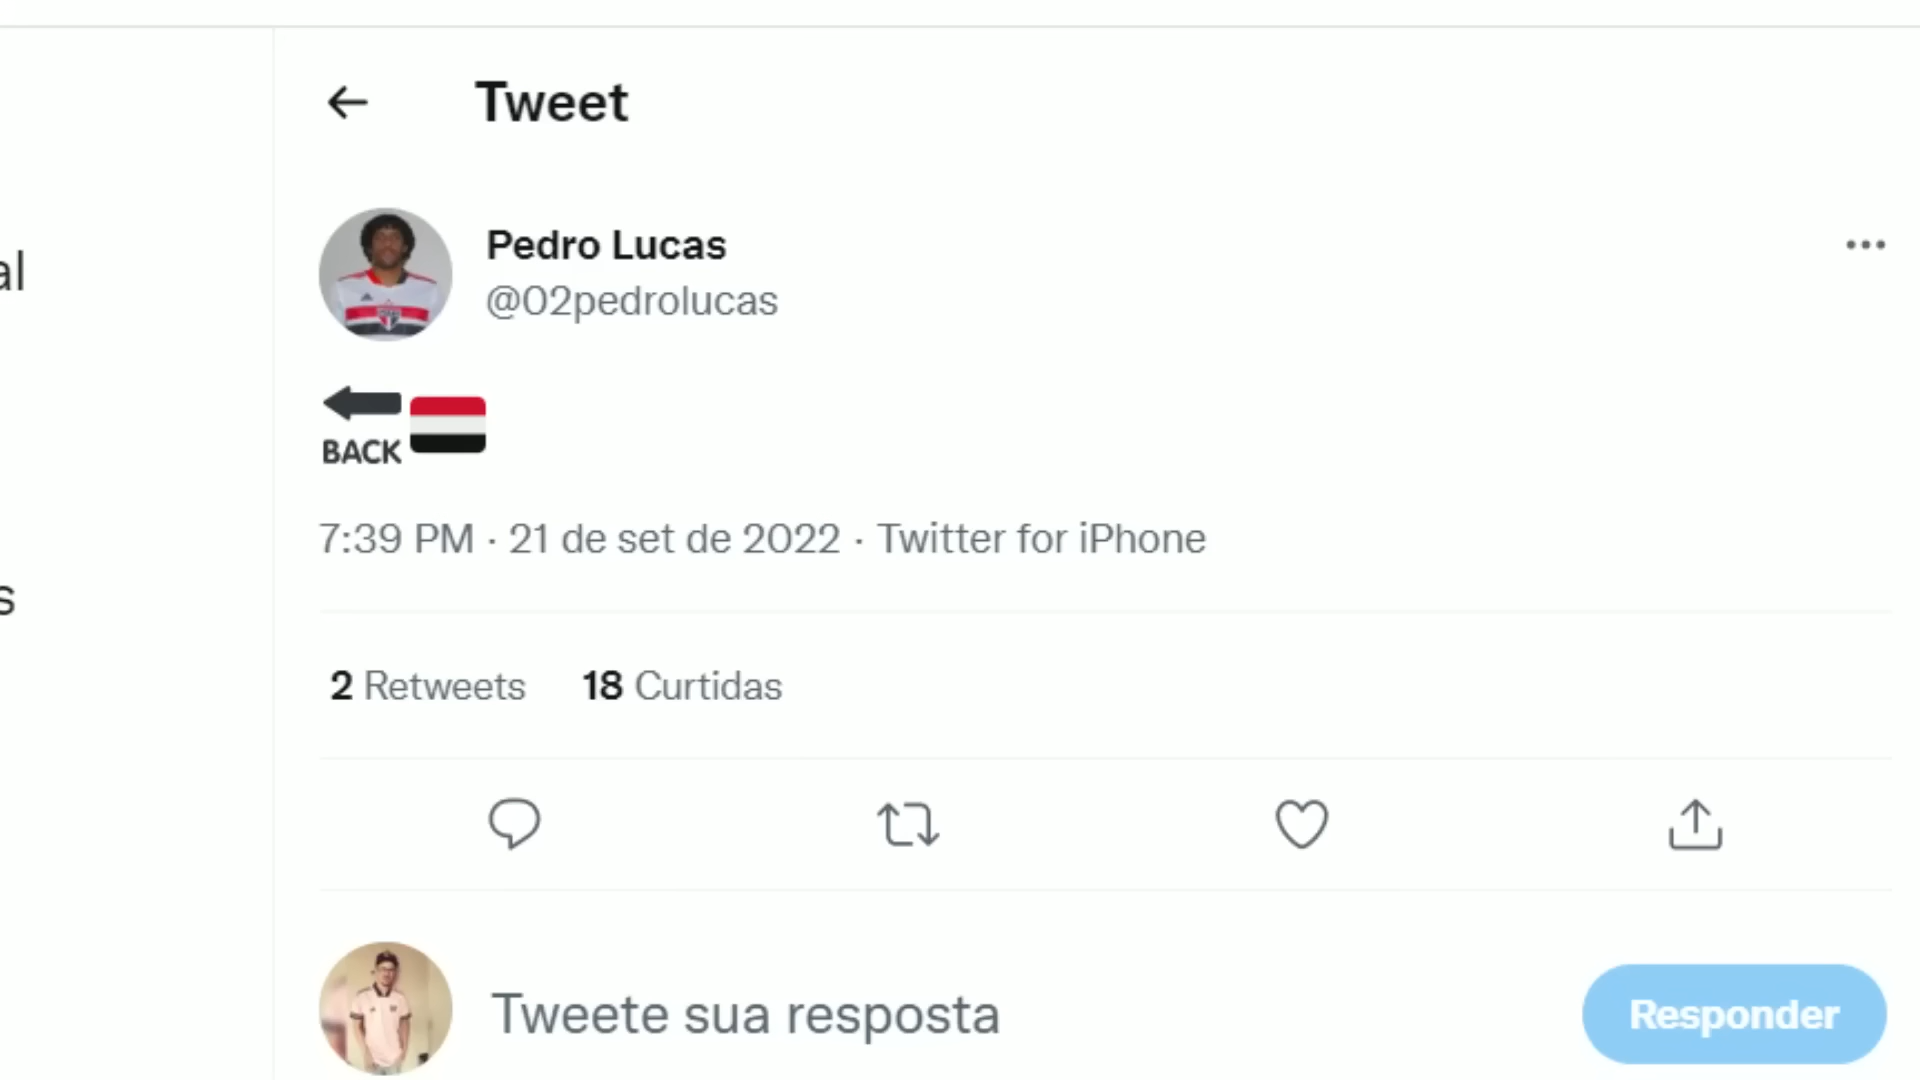 Tweet
Pedro Lucas
@02pedrolucas
BACK
7:39 PM · 21 de set de 2022 · Twitter for iPhone
al
s
2 Retweets 18 Curtidas
Tweete sua resposta
Responder